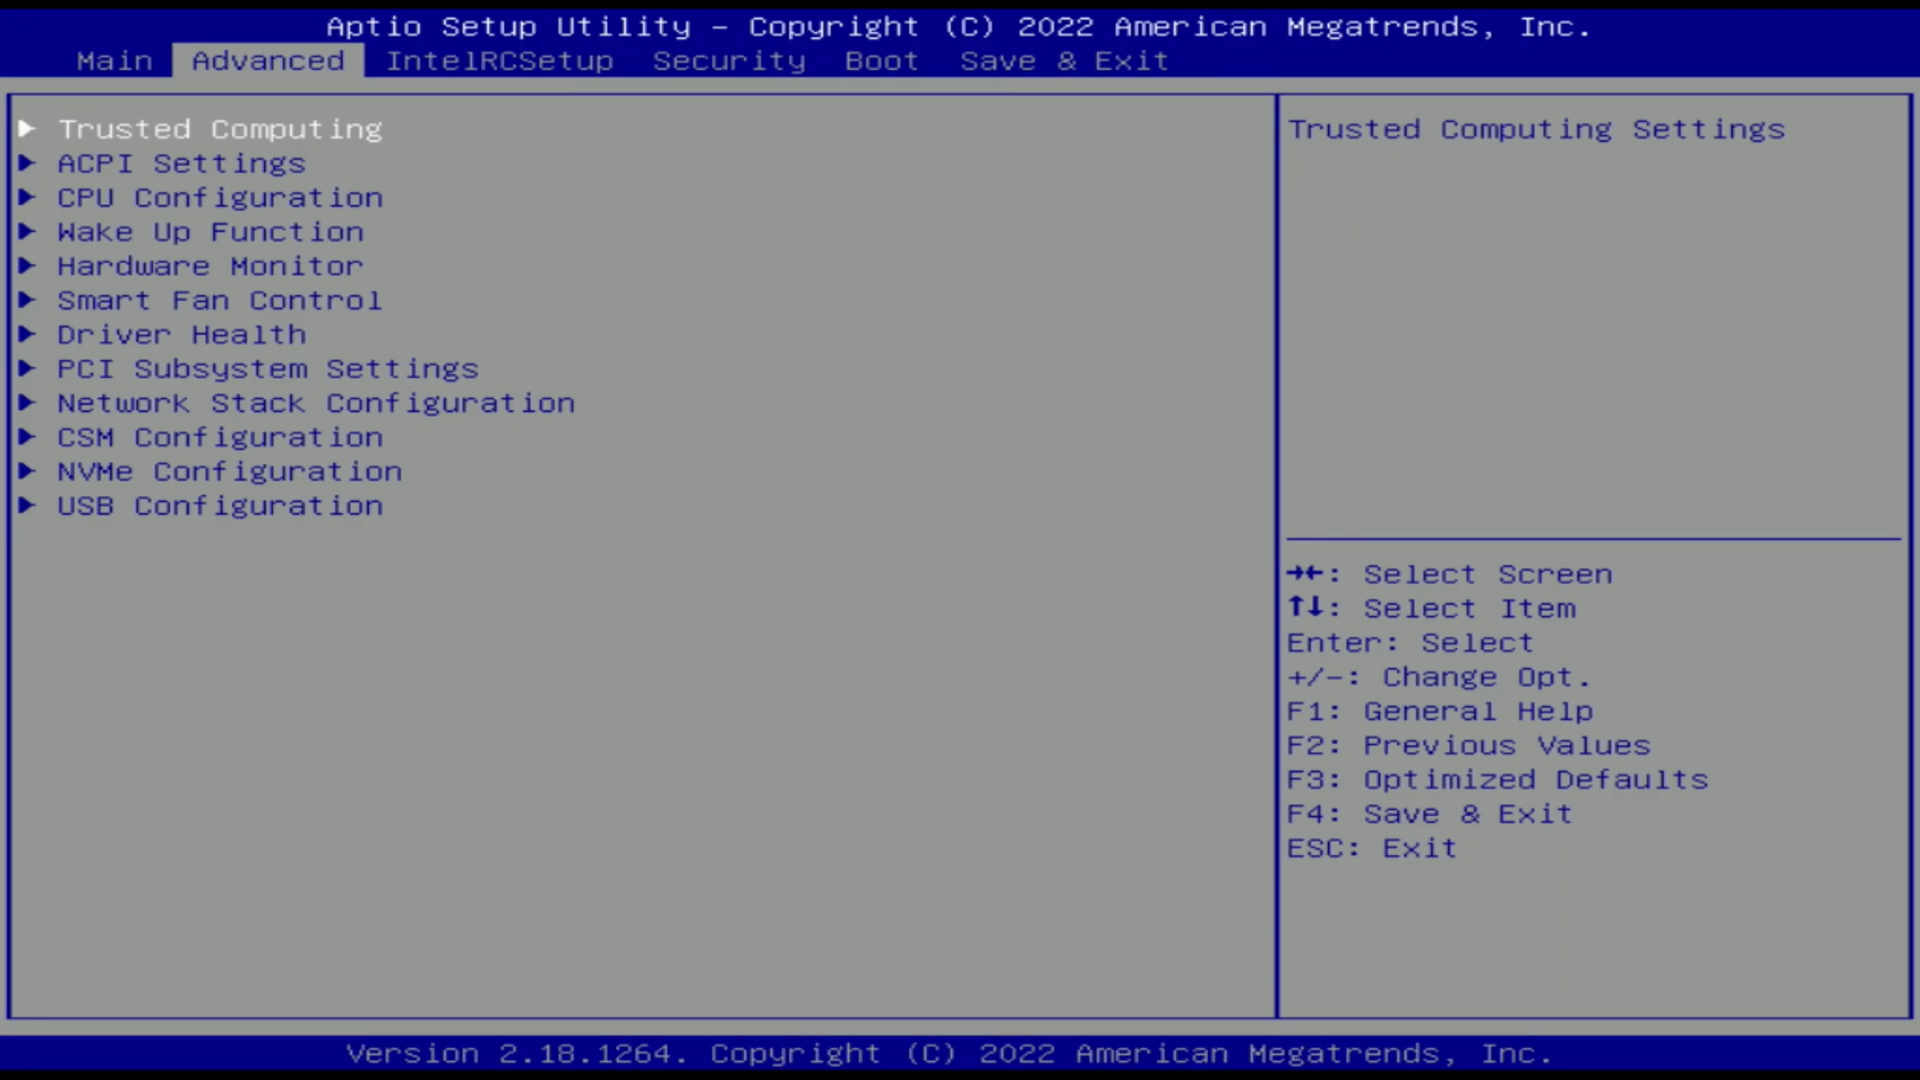 Aptio Setup Utility – Copyright (C) 2022 American Megatrends, Inc.
Main Advanced IntelRCSetup Security Boot Save & Exit
► Trusted Computing
► ACPI Settings
► CPU Configuration
► Wake Up Function
► Hardware Monitor
► Smart Fan Control
► Driver Health
► PCI Subsystem Settings
► Network Stack Configuration
► CSM Configuration
► NVMe Configuration
► USB Configuration
Trusted Computing Settings
→←: Select Screen
↑↓: Select Item
Enter: Select
+/-: Change Opt.
F1: General Help
F2: Previous Values
F3: Optimized Defaults
F4: Save & Exit
ESC: Exit
Version 2.18.1264. Copyright (C) 2022 American Megatrends, Inc.